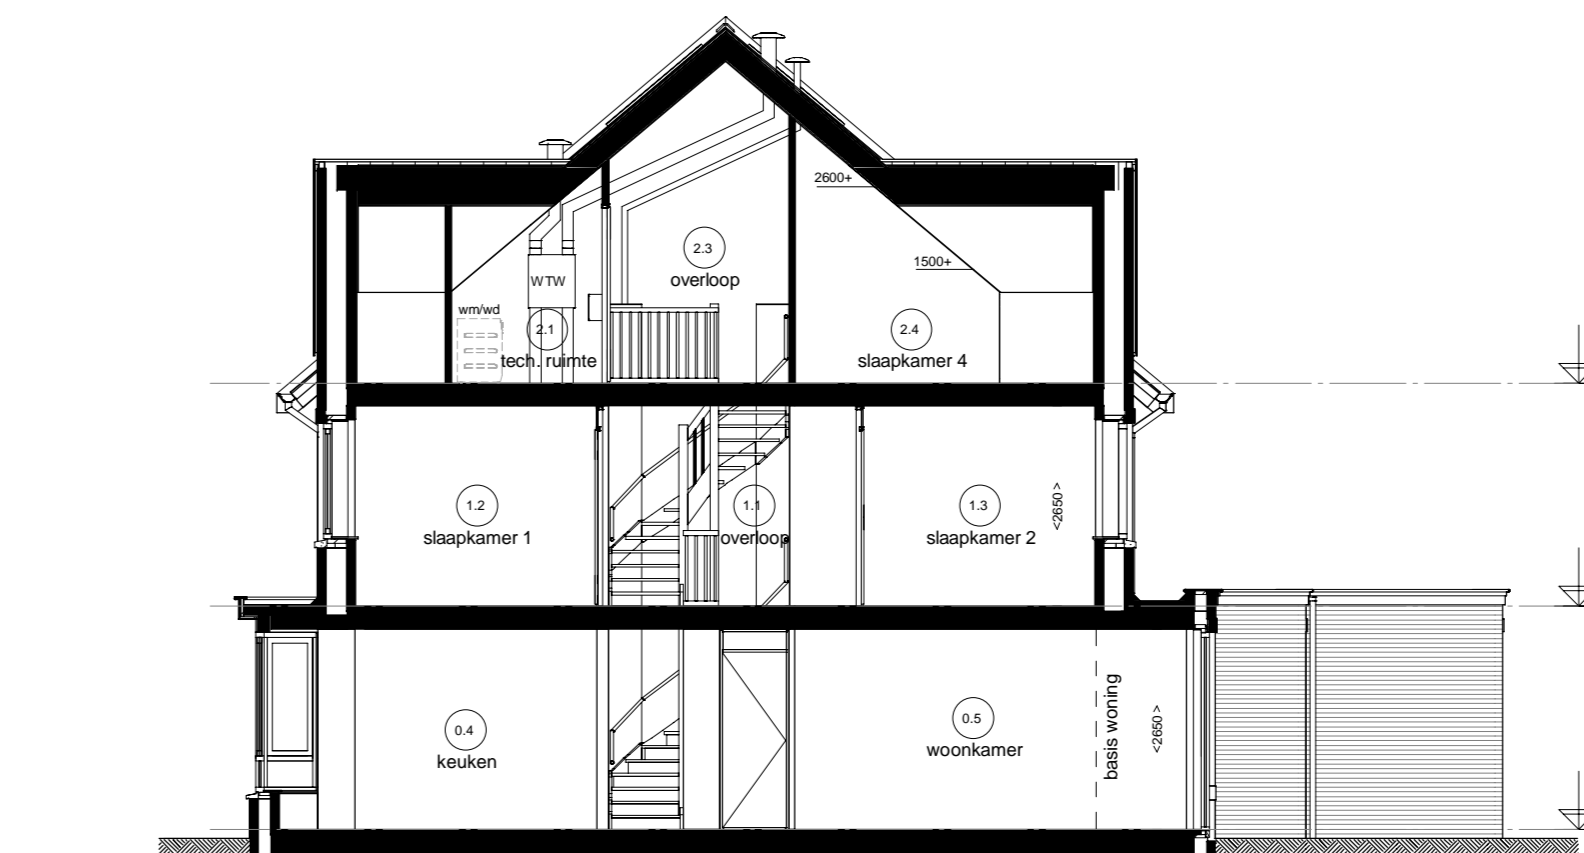 2600+
2.3
overloop
1500+
WTW
wm/wd
2.1
tech. ruimte
2.4
slaapkamer 4
1.2
slaapkamer 1
1.1
overloop
1.3
slaapkamer 2
<2650>
0.4
keuken
0.5
woonkamer
basis woning
<2650>